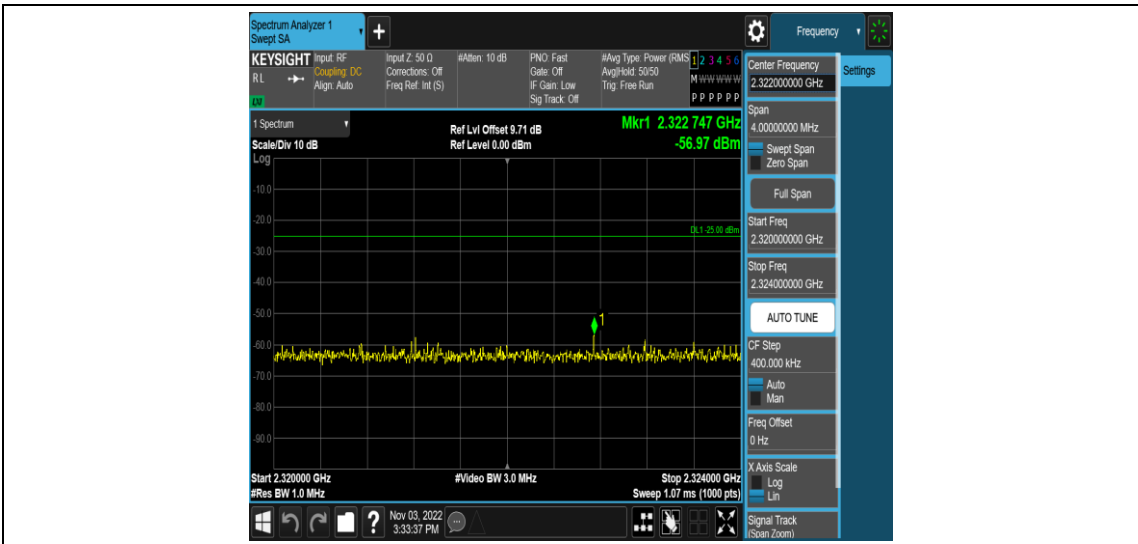 Spectrum Analyzer 1
Swept SA
+
Frequency
KEYSIGHT
RL
LXI
Input: RF
Coupling: DC
Align: Auto
Input Z: 50 Ω
Corrections: Off
Freq Ref: Int (S)
#Atten: 10 dB
PNO: Fast
Gate: Off
IF Gain: Low
Sig Track: Off
#Avg Type: Power (RMS
Avg|Hold: 50/50
Trig: Free Run
1 2 3 4 5 6
M W W W W W
P P P P P P
1 Spectrum
Scale/Div 10 dB
Log
Ref Lvl Offset 9.71 dB
Ref Level 0.00 dBm
Mkr1 2.322 747 GHz
-56.97 dBm
-10.0
-20.0
DL1 -25.00 dBm
-30.0
-40.0
-50.0
1
-60.0
-70.0
-80.0
-90.0
Start 2.320000 GHz
#Res BW 1.0 MHz
#Video BW 3.0 MHz
Stop 2.324000 GHz
Sweep 1.07 ms (1000 pts)
?
Nov 03, 2022
3:33:37 PM
Center Frequency
2.322000000 GHz
Settings
Span
4.00000000 MHz
Swept Span
Zero Span
Full Span
Start Freq
2.320000000 GHz
Stop Freq
2.324000000 GHz
AUTO TUNE
CF Step
400.000 kHz
Auto
Man
Freq Offset
0 Hz
X Axis Scale
Log
Lin
Signal Track
(Span Zoom)